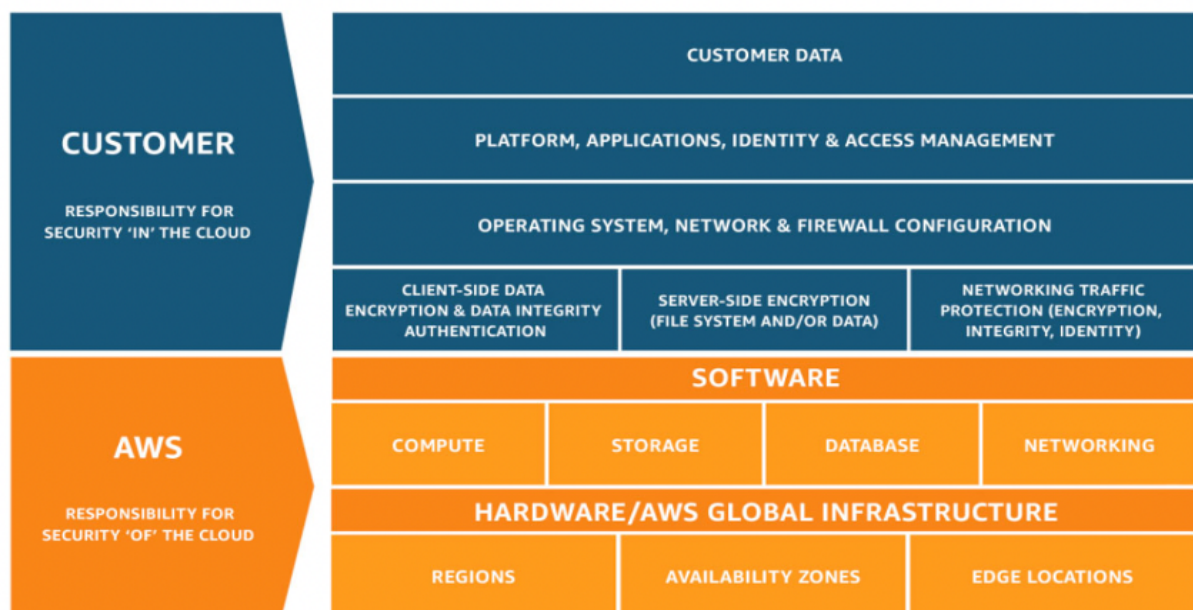 CUSTOMER
RESPONSIBILITY FOR
SECURITY ‘IN’ THE CLOUD
CUSTOMER DATA
PLATFORM, APPLICATIONS, IDENTITY & ACCESS MANAGEMENT
OPERATING SYSTEM, NETWORK & FIREWALL CONFIGURATION
CLIENT-SIDE DATA
ENCRYPTION & DATA INTEGRITY
AUTHENTICATION
SERVER-SIDE ENCRYPTION
(FILE SYSTEM AND/OR DATA)
NETWORKING TRAFFIC
PROTECTION (ENCRYPTION,
INTEGRITY, IDENTITY)
AWS
RESPONSIBILITY FOR
SECURITY ‘OF’ THE CLOUD
SOFTWARE
COMPUTE
STORAGE
DATABASE
NETWORKING
HARDWARE/AWS GLOBAL INFRASTRUCTURE
REGIONS
AVAILABILITY ZONES
EDGE LOCATIONS